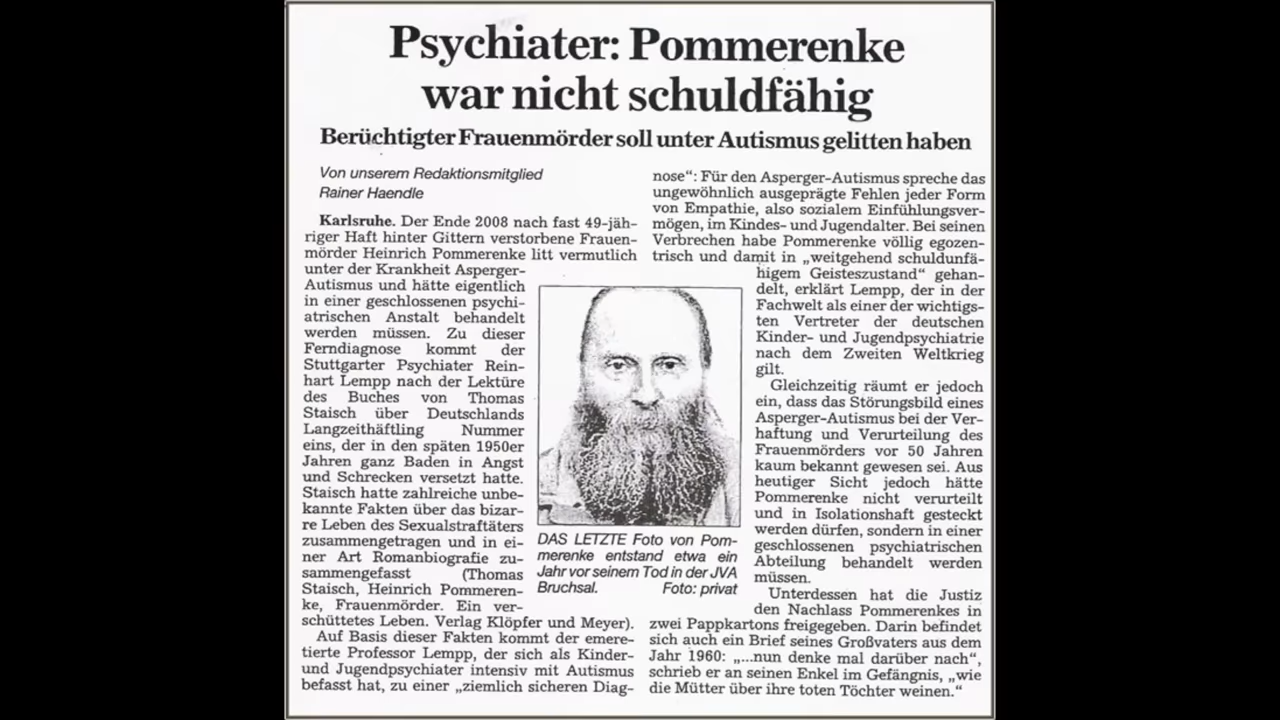 Psychiater: Pommerenke
war nicht schuldfähig
Berüchtigter Frauenmörder soll unter Autismus gelitten haben
Von unserem Redaktionsmitglied
Rainer Haendle
Karlsruhe. Der Ende 2008 nach fast 49-jäh-
riger Haft hinter Gittern verstorbene Frauen-
mörder Heinrich Pommerenke litt vermutlich
unter der Krankheit Asperger-
Autismus und hätte eigentlich
in einer geschlossenen psychi-
atrischen Anstalt behandelt
werden müssen. Zu dieser
Ferndiagnose kommt der
Stuttgarter Psychiater Rein-
hart Lempp nach der Lektüre
des Buches von Thomas
Staisch über Deutschlands
Langzeithäftling Nummer
eins, der in den späten 1950er
Jahren ganz Baden in Angst
und Schrecken versetzt hatte.
Staisch hatte zahlreiche unbe-
kannte Fakten über das bizar-
re Leben des Sexualstraftäters
zusammengetragen und in ei-
ner Art Romanbiografie zu-
sammengefasst (Thomas
Staisch, Heinrich Pommeren-
ke, Frauenmörder. Ein ver-
schüttetes Leben. Verlag Klöpfer und Meyer).
Auf Basis dieser Fakten kommt der emere-
tierte Professor Lempp, der sich als Kinder-
und Jugendpsychiater intensiv mit Autismus
befasst hat, zu einer „ziemlich sicheren Diag-
DAS LETZTE Foto von Pom-
merenke entstand etwa ein
Jahr vor seinem Tod in der JVA
Bruchsal. Foto: privat
nose“: Für den Asperger-Autismus spreche das
ungewöhnlich ausgeprägte Fehlen jeder Form
von Empathie, also sozialem Einfühlungsver-
mögen, im Kindes- und Jugendalter. Bei seinen
Verbrechen habe Pommerenke völlig egozen-
trisch und damit in „weitgehend schuldunfä-
higem Geisteszustand“ gehan-
delt, erklärt Lempp, der in der
Fachwelt als einer der wichtigs-
ten Vertreter der deutschen
Kinder- und Jugendpsychiatrie
nach dem Zweiten Weltkrieg
gilt.
Gleichzeitig räumt er jedoch
ein, dass das Störungsbild eines
Asperger-Autismus bei der Ver-
haftung und Verurteilung des
Frauenmörders vor 50 Jahren
kaum bekannt gewesen sei. Aus
heutiger Sicht jedoch hätte
Pommerenke nicht verurteilt
und in Isolationshaft gesteckt
werden dürfen, sondern in einer
geschlossenen psychiatrischen
Abteilung behandelt werden
müssen.
Unterdessen hat die Justiz
den Nachlass Pommerenkes in
zwei Pappkartons freigegeben. Darin befindet
sich auch ein Brief seines Großvaters aus dem
Jahr 1960: „...nun denke mal darüber nach“,
schrieb er an seinen Enkel im Gefängnis, „wie
die Mütter über ihre toten Töchter weinen.“